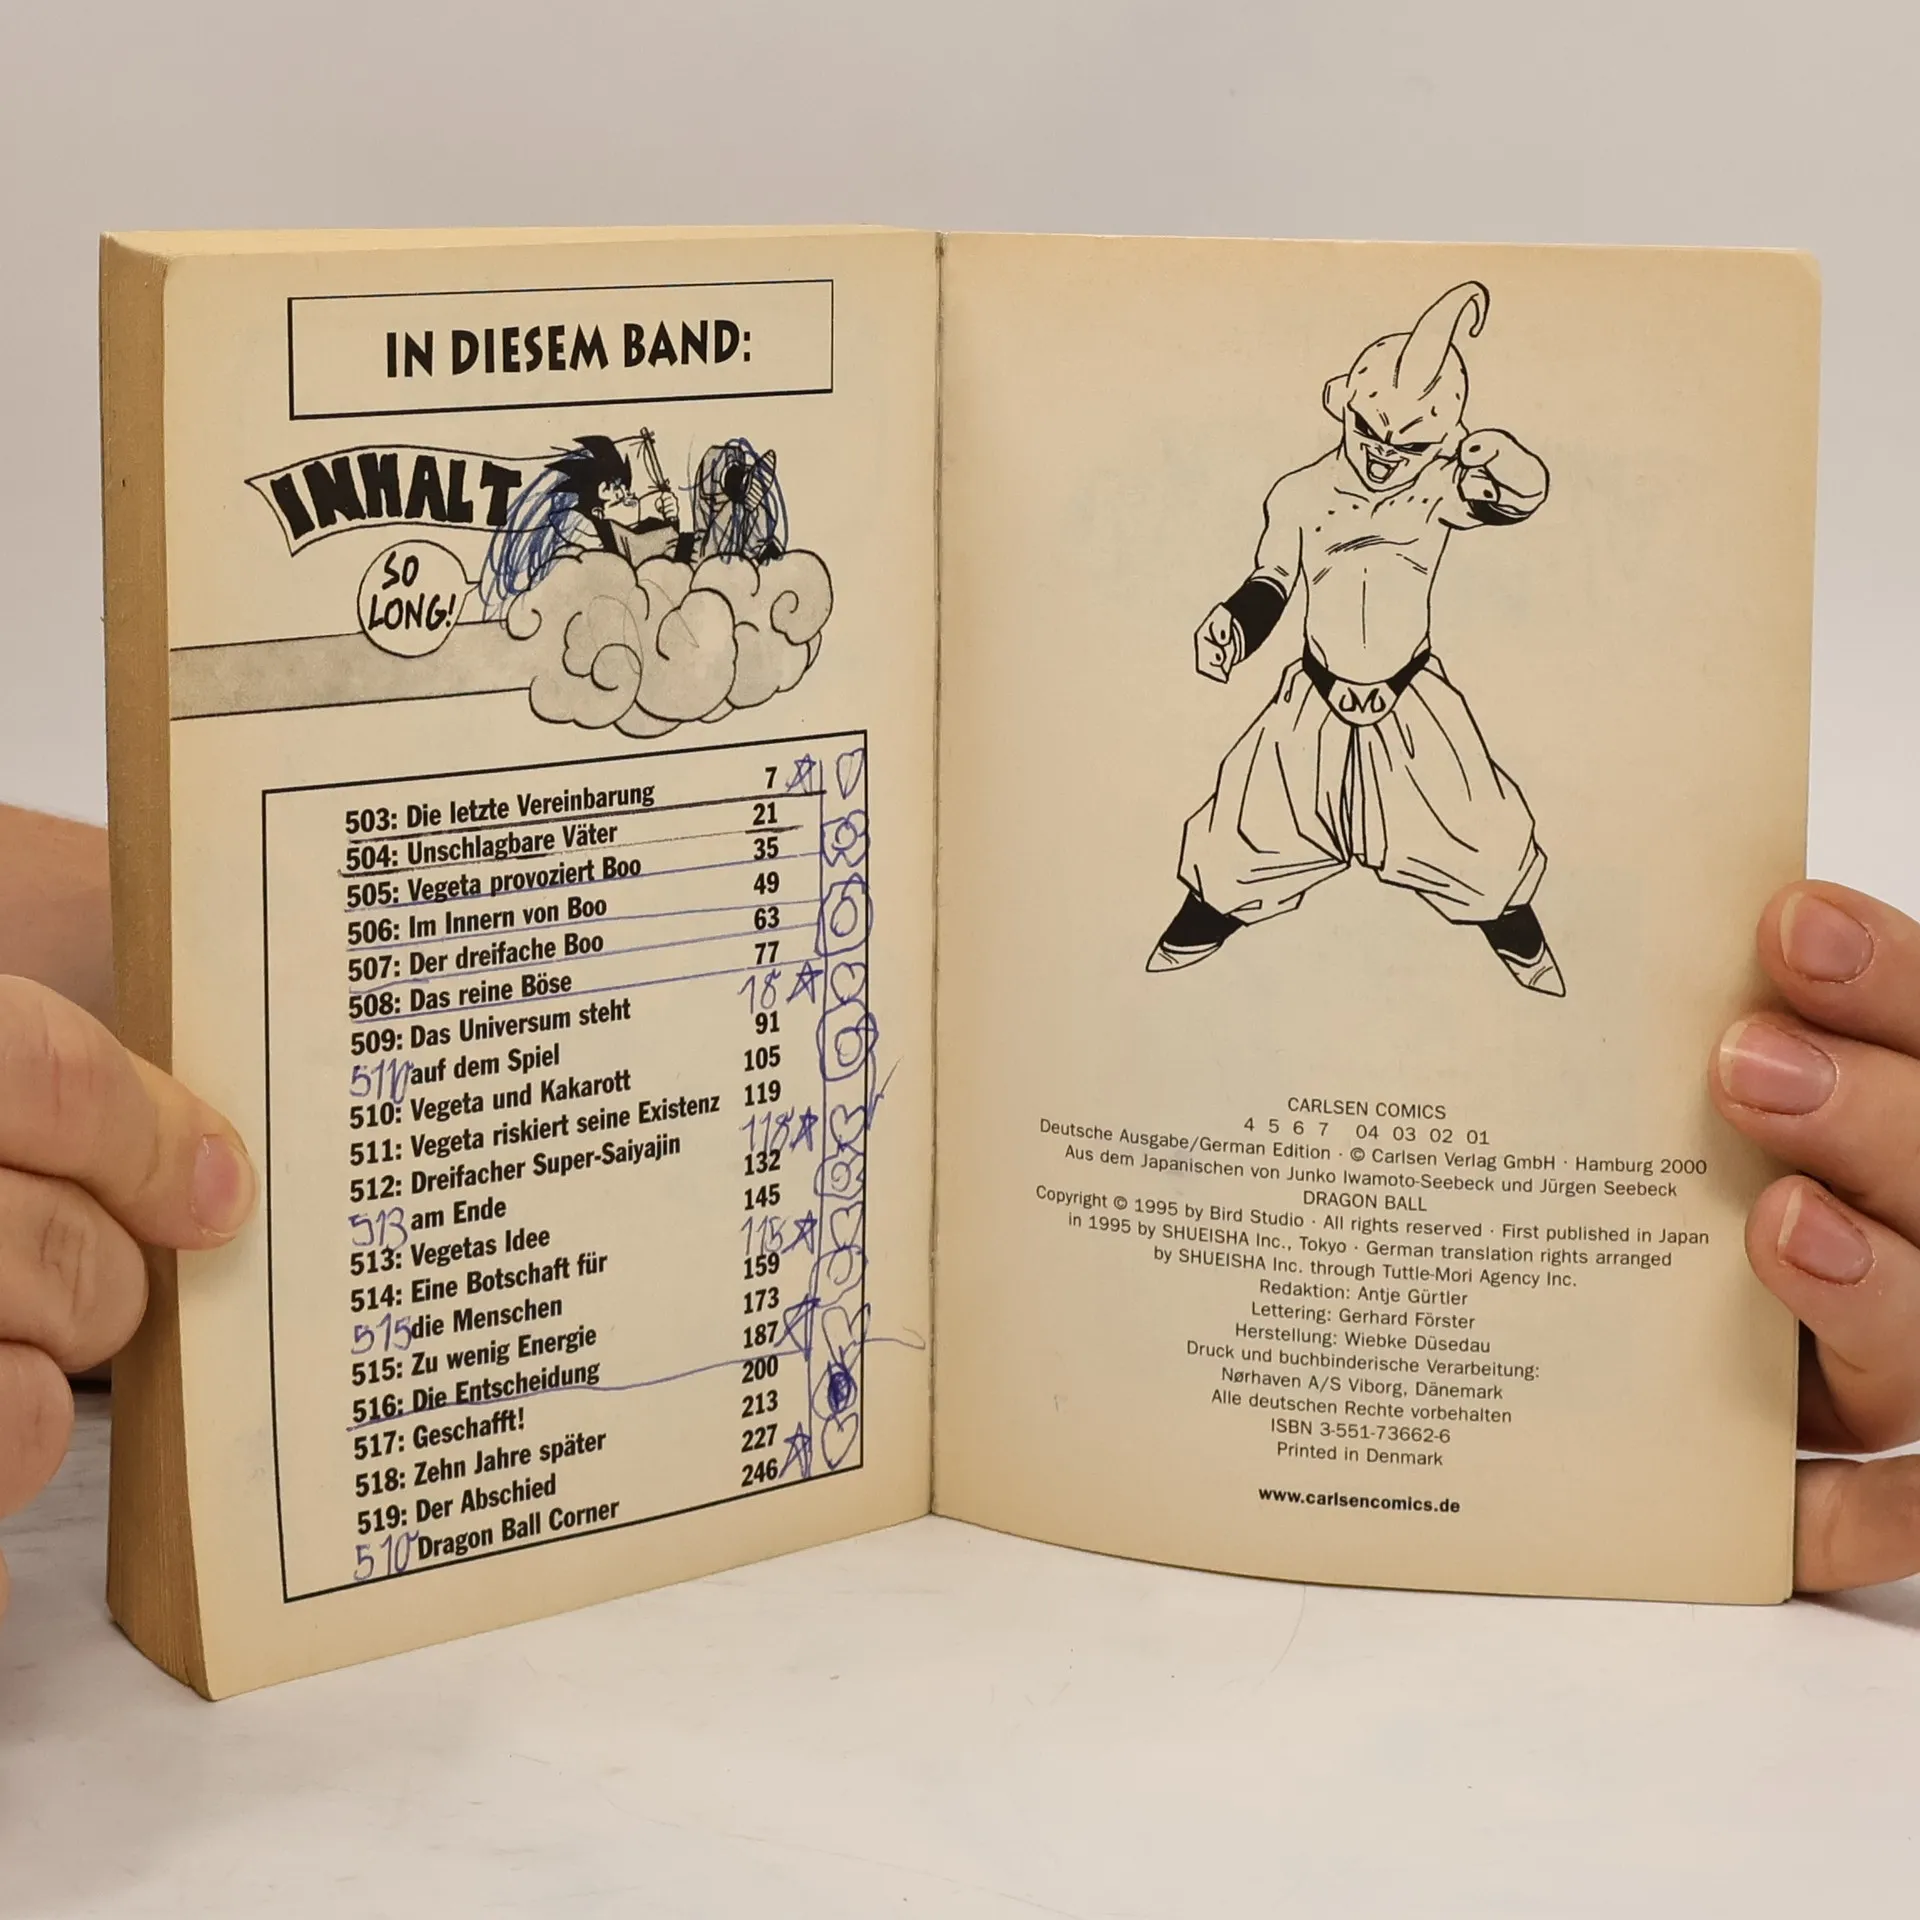 IN DIESEM BAND:
INHALT
SO
LONG!
503: Die letzte Vereinbarung 7
504: Unschlagbare Väter 21
505: Vegeta provoziert Boo 35
506: Im Innern von Boo 49
507: Der dreifache Boo 63
508: Das reine Böse 77
509: Das Universum steht 18
auf dem Spiel 91
510: Vegeta und Kakarott 105
511: Vegeta riskiert seine Existenz 119
512: Dreifacher Super-Saiyajin 118
513 am Ende 132
513: Vegetas Idee 145
514: Eine Botschaft für 115
515 die Menschen 159
515: Zu wenig Energie 173
516: Die Entscheidung 187
517: Geschafft! 200
518: Zehn Jahre später 213
519: Der Abschied 227
510 Dragon Ball Corner 246
M
CARLSEN COMICS
4 5 6 7 04 03 02 01
Deutsche Ausgabe/German Edition · © Carlsen Verlag GmbH · Hamburg 2000
Aus dem Japanischen von Junko Iwamoto-Seebeck und Jürgen Seebeck
DRAGON BALL
Copyright © 1995 by Bird Studio · All rights reserved · First published in Japan
in 1995 by SHUEISHA Inc., Tokyo · German translation rights arranged
by SHUEISHA Inc. through Tuttle-Mori Agency Inc.
Redaktion: Antje Gürtler
Lettering: Gerhard Förster
Herstellung: Wiebke Düsedau
Druck und buchbinderische Verarbeitung:
Nørhaven A/S Viborg, Dänemark
Alle deutschen Rechte vorbehalten
ISBN 3-551-73662-6
Printed in Denmark
www.carlsencomics.de